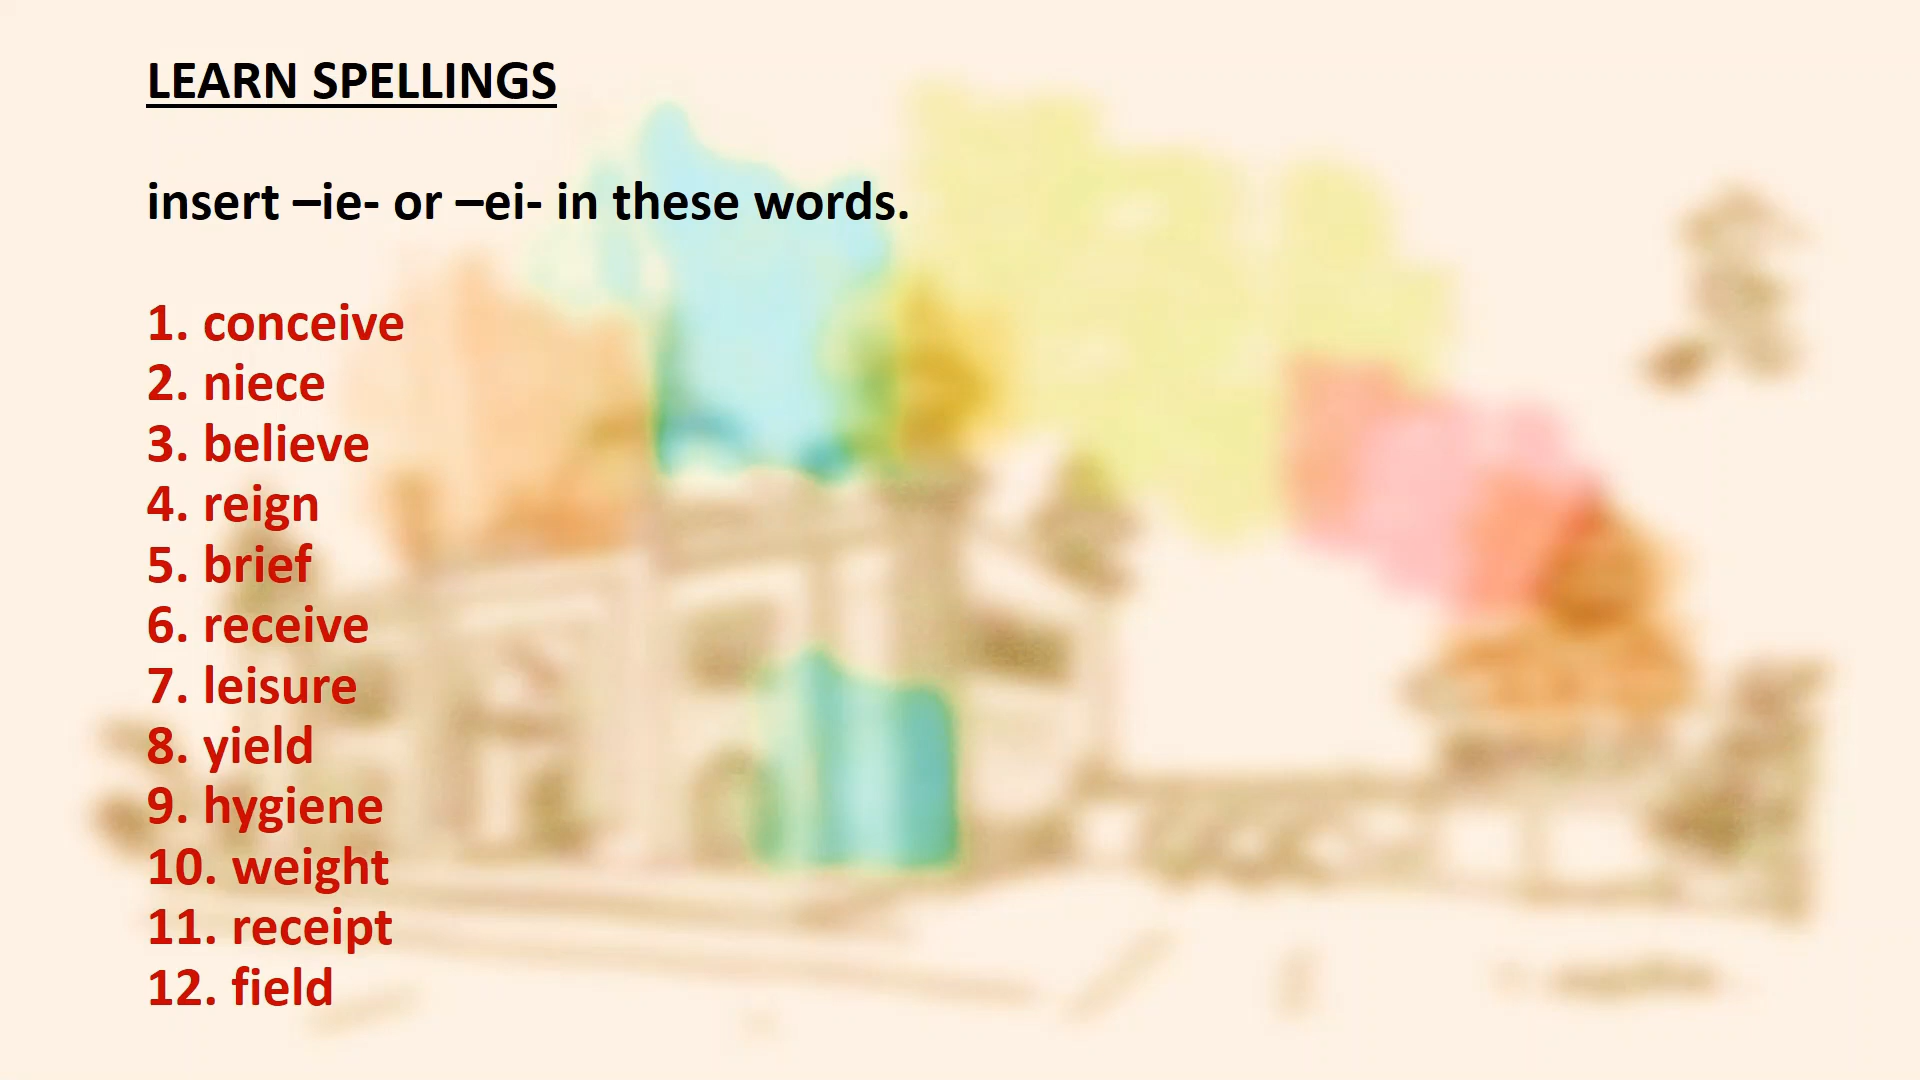 LEARN SPELLINGS
insert –ie- or –ei- in these words.
1. conceive
2. niece
3. believe
4. reign
5. brief
6. receive
7. leisure
8. yield
9. hygiene
10. weight
11. receipt
12. field